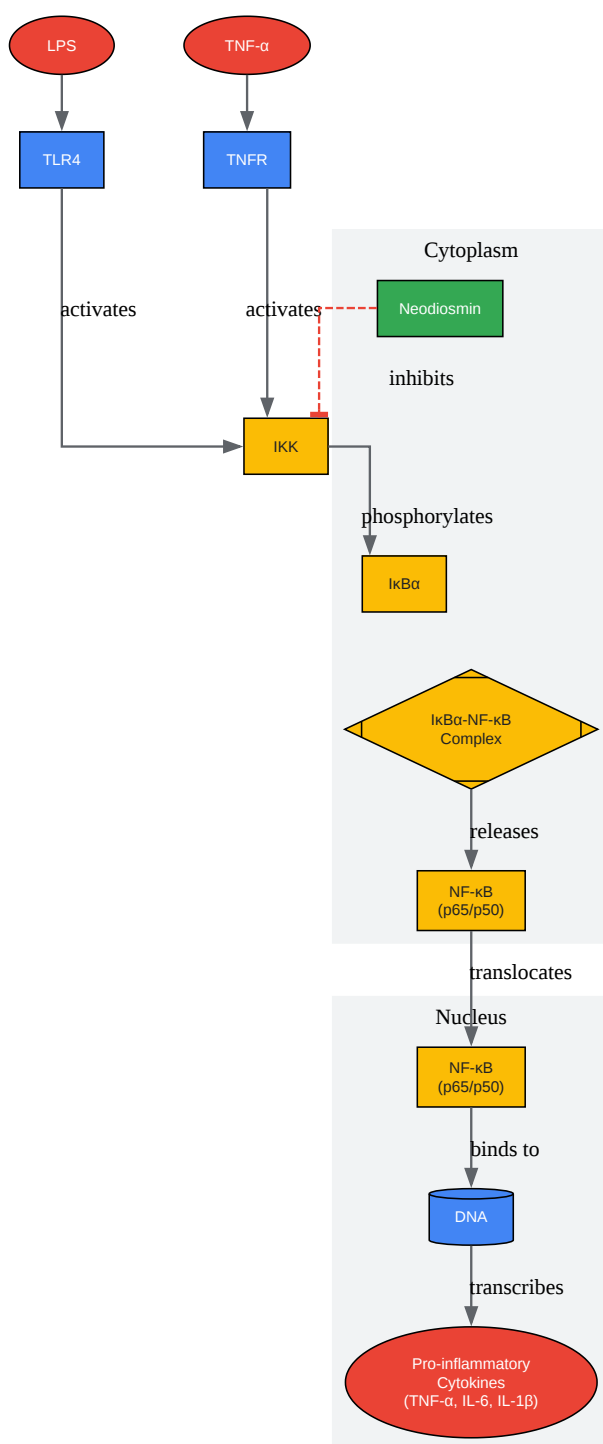 LPS
TNF-α
TLR4
TNFR
Cytoplasm
Neodiosmin
activates
activates
inhibits
IKK
phosphorylates
IκBα
IκBα-NF-κB
Complex
releases
NF-κB
(p65/p50)
translocates
Nucleus
NF-κB
(p65/p50)
binds to
DNA
transcribes
Pro-inflammatory
Cytokines
(TNF-α, IL-6, IL-1β)